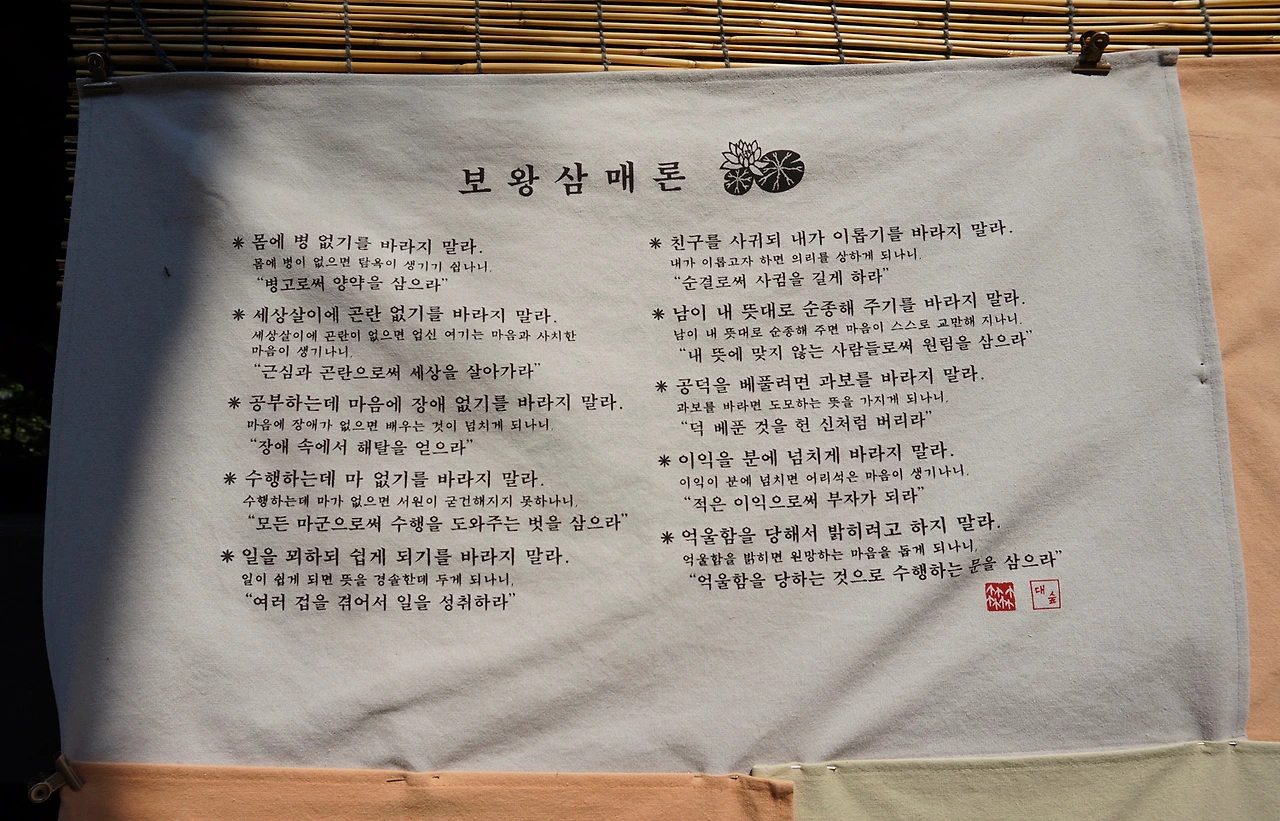 보왕삼매론
* 몸에 병 없기를 바라지 말라.
몸에 병이 없으면 탐욕이 생기기 쉽나니,
“병고로써 양약을 삼으라”
* 세상살이에 곤란 없기를 바라지 말라.
세상살이에 곤란이 없으면 업신 여기는 마음과 사치한
마음이 생기나니,
“근심과 곤란으로써 세상을 살아가라”
* 공부하는데 마음에 장애 없기를 바라지 말라.
마음에 장애가 없으면 배우는 것이 넘치게 되나니,
“장애 속에서 해탈을 얻으라”
* 수행하는데 마 없기를 바라지 말라.
수행하는데 마가 없으면 서원이 굳건해지지 못하나니,
“모든 마군으로써 수행을 도와주는 벗을 삼으라”
* 일을 꾀하되 쉽게 되기를 바라지 말라.
일이 쉽게 되면 뜻을 경솔한데 두게 되나니,
“여러 겁을 겪어서 일을 성취하라”
* 친구를 사귀되 내가 이롭기를 바라지 말라.
내가 이롭고자 하면 의리를 상하게 되나니,
“순결로써 사귐을 길게 하라”
* 남이 내 뜻대로 순종해 주기를 바라지 말라.
남이 내 뜻대로 순종해 주면 마음이 스스로 교만해 지나니,
“내 뜻에 맞지 않는 사람들로써 원림을 삼으라”
* 공덕을 베풀려면 과보를 바라지 말라.
과보를 바라면 도모하는 뜻을 가지게 되나니,
“덕 베푼 것을 헌 신처럼 버리라”
* 이익을 분에 넘치게 바라지 말라.
이익이 분에 넘치면 어리석은 마음이 생기나니,
“적은 이익으로써 부자가 되라”
* 억울함을 당해서 밝히려고 하지 말라.
억울함을 밝히면 원망하는 마음을 돕게 되나니,
“억울함을 당하는 것으로 수행하는 문을 삼으라”
대숲